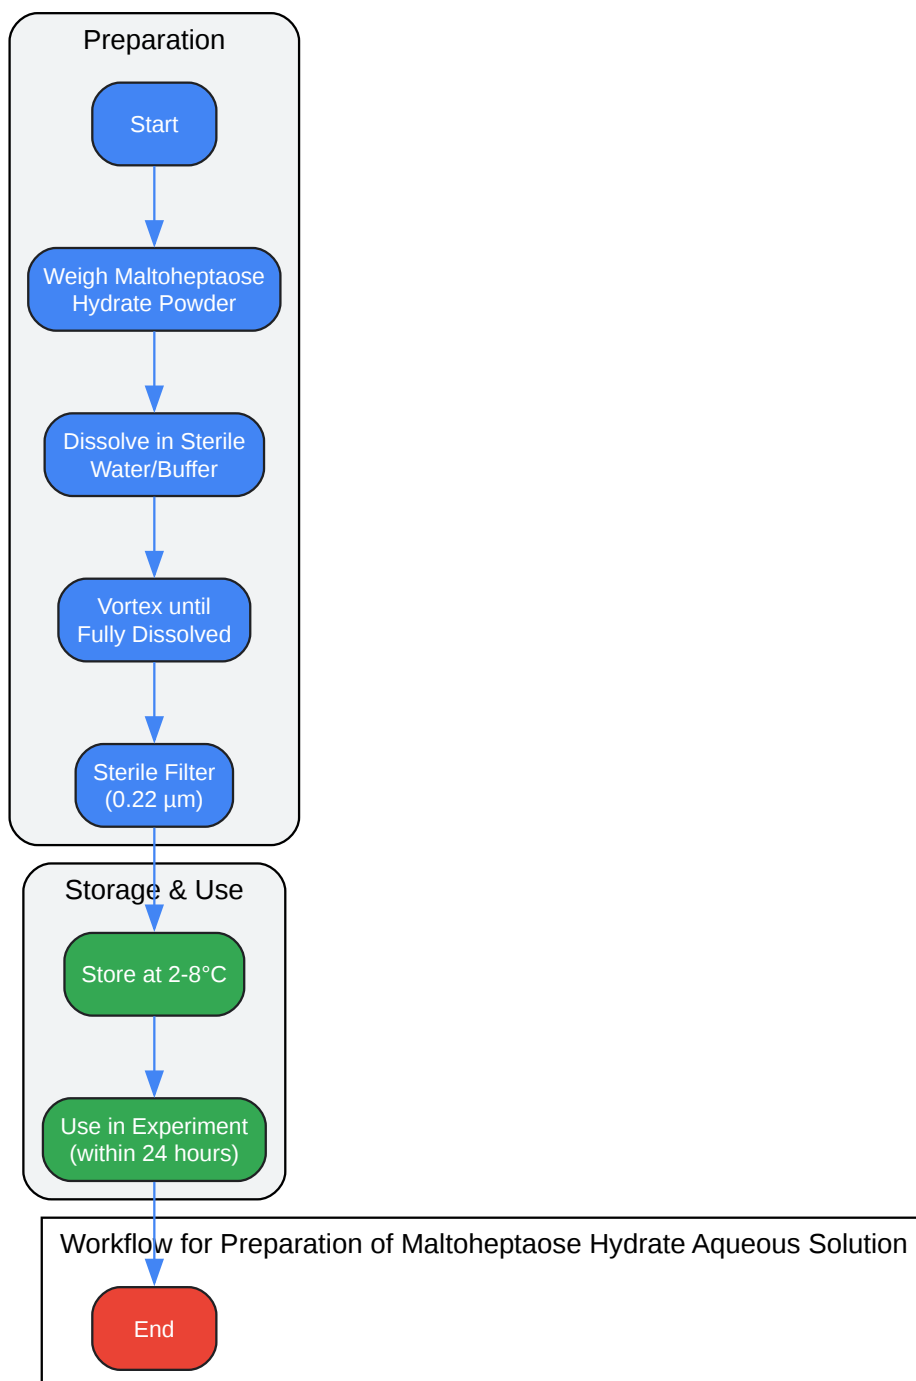 Preparation
Start
Weigh Maltoheptaose
Hydrate Powder
Dissolve in Sterile
Water/Buffer
Vortex until
Fully Dissolved
Sterile Filter
(0.22 µm)
Storage & Use
Store at 2-8°C
Use in Experiment
(within 24 hours)
Workflow for Preparation of Maltoheptaose Hydrate Aqueous Solution
End